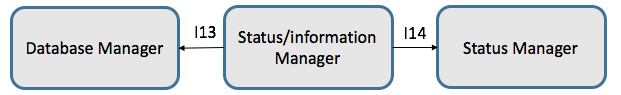 Database Manager
I13
Status/information
Manager
I14
Status Manager